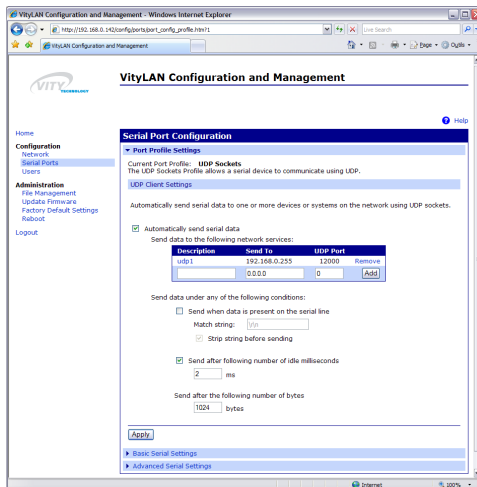 VityLAN Configuration and Management - Windows Internet Explorer
http://192.168.0.142/config/ports/port_config_profile.htm?1
Live Search
VityLAN Configuration and Management
Page
Outils
VITY TECHNOLOGY
VityLAN Configuration and Management
Help
Home
Configuration
Network
Serial Ports
Users
Administration
File Management
Update Firmware
Factory Default Settings
Reboot
Logout
Serial Port Configuration
Port Profile Settings
Current Port Profile: UDP Sockets
The UDP Sockets Profile allows a serial device to communicate using UDP.
UDP Client Settings
Automatically send serial data to one or more devices or systems on the network using UDP sockets.
Automatically send serial data
Send data to the following network services:
Description Send To UDP Port
udp1 192.168.0.255 12000 Remove
0.0.0.0 0 Add
Send data under any of the following conditions:
Send when data is present on the serial line
Match string: \r\n
Strip string before sending
Send after following number of idle milliseconds
2 ms
Send after the following number of bytes
1024 bytes
Apply
Basic Serial Settings
Advanced Serial Settings
Internet
100%